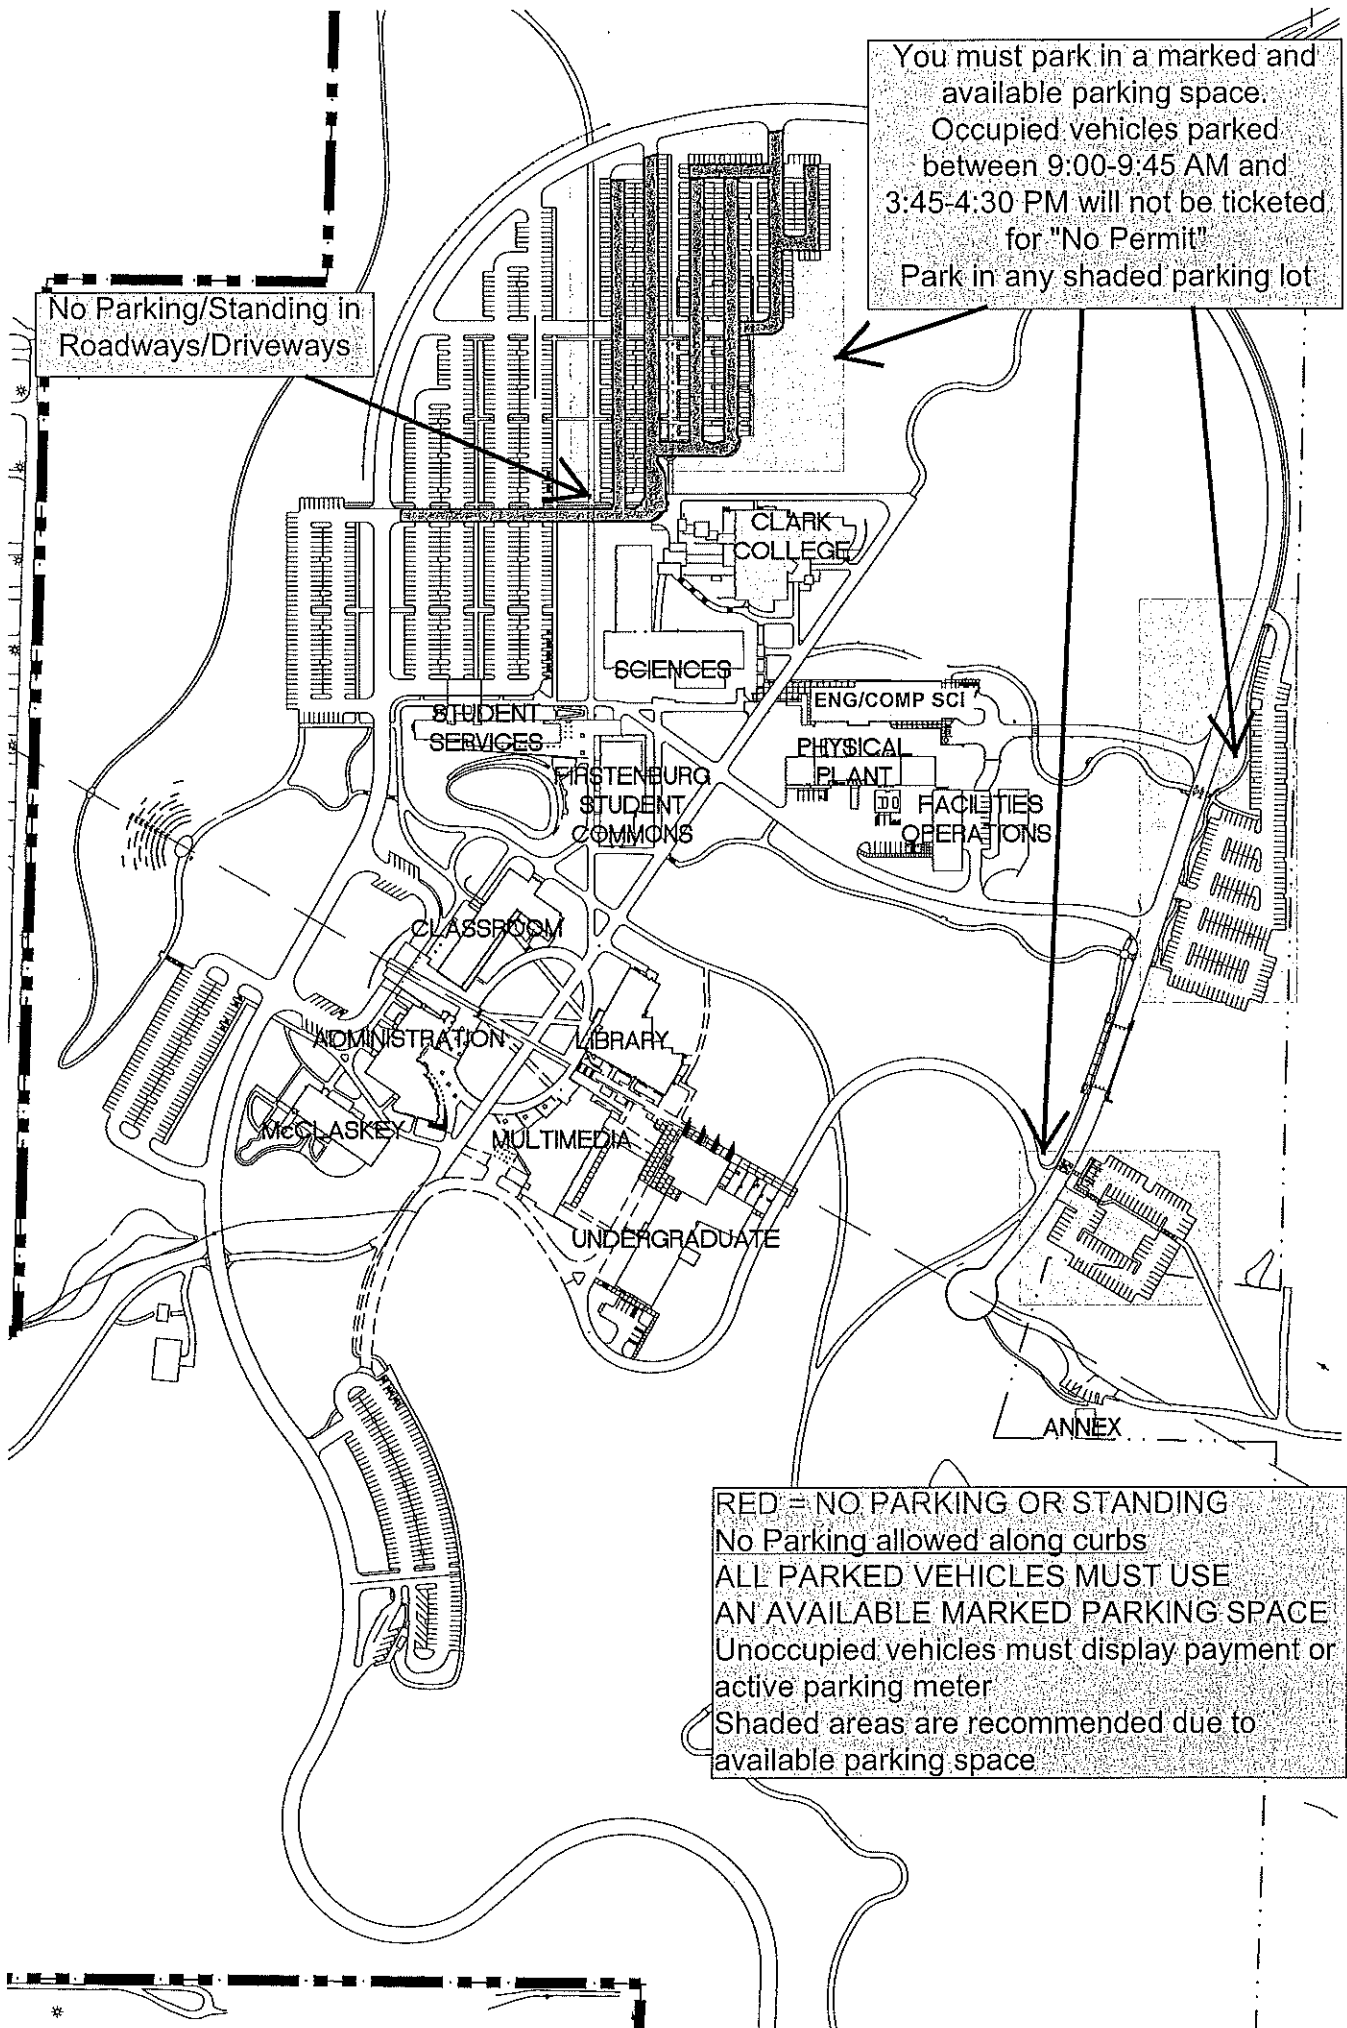 You must park in a marked and
available parking space.
Occupied vehicles parked
between 9:00-9:45 AM and
3:45-4:30 PM will not be ticketed
for "No Permit"
Park in any shaded parking lot
No Parking/Standing in
Roadways/Driveways
CLARK
COLLEGE
SCIENCES
ENG/COMP SCI
STUDENT
SERVICES
PHYSICAL
PLANT
FIRSTENBURG
STUDENT
COMMONS
FACILITIES
OPERATIONS
CLASSROOM
ADMINISTRATION
LIBRARY
McCLASKEY
MULTIMEDIA
UNDERGRADUATE
ANNEX
RED = NO PARKING OR STANDING
No Parking allowed along curbs
ALL PARKED VEHICLES MUST USE
AN AVAILABLE MARKED PARKING SPACE
Unoccupied vehicles must display payment or
active parking meter
Shaded areas are recommended due to
available parking space